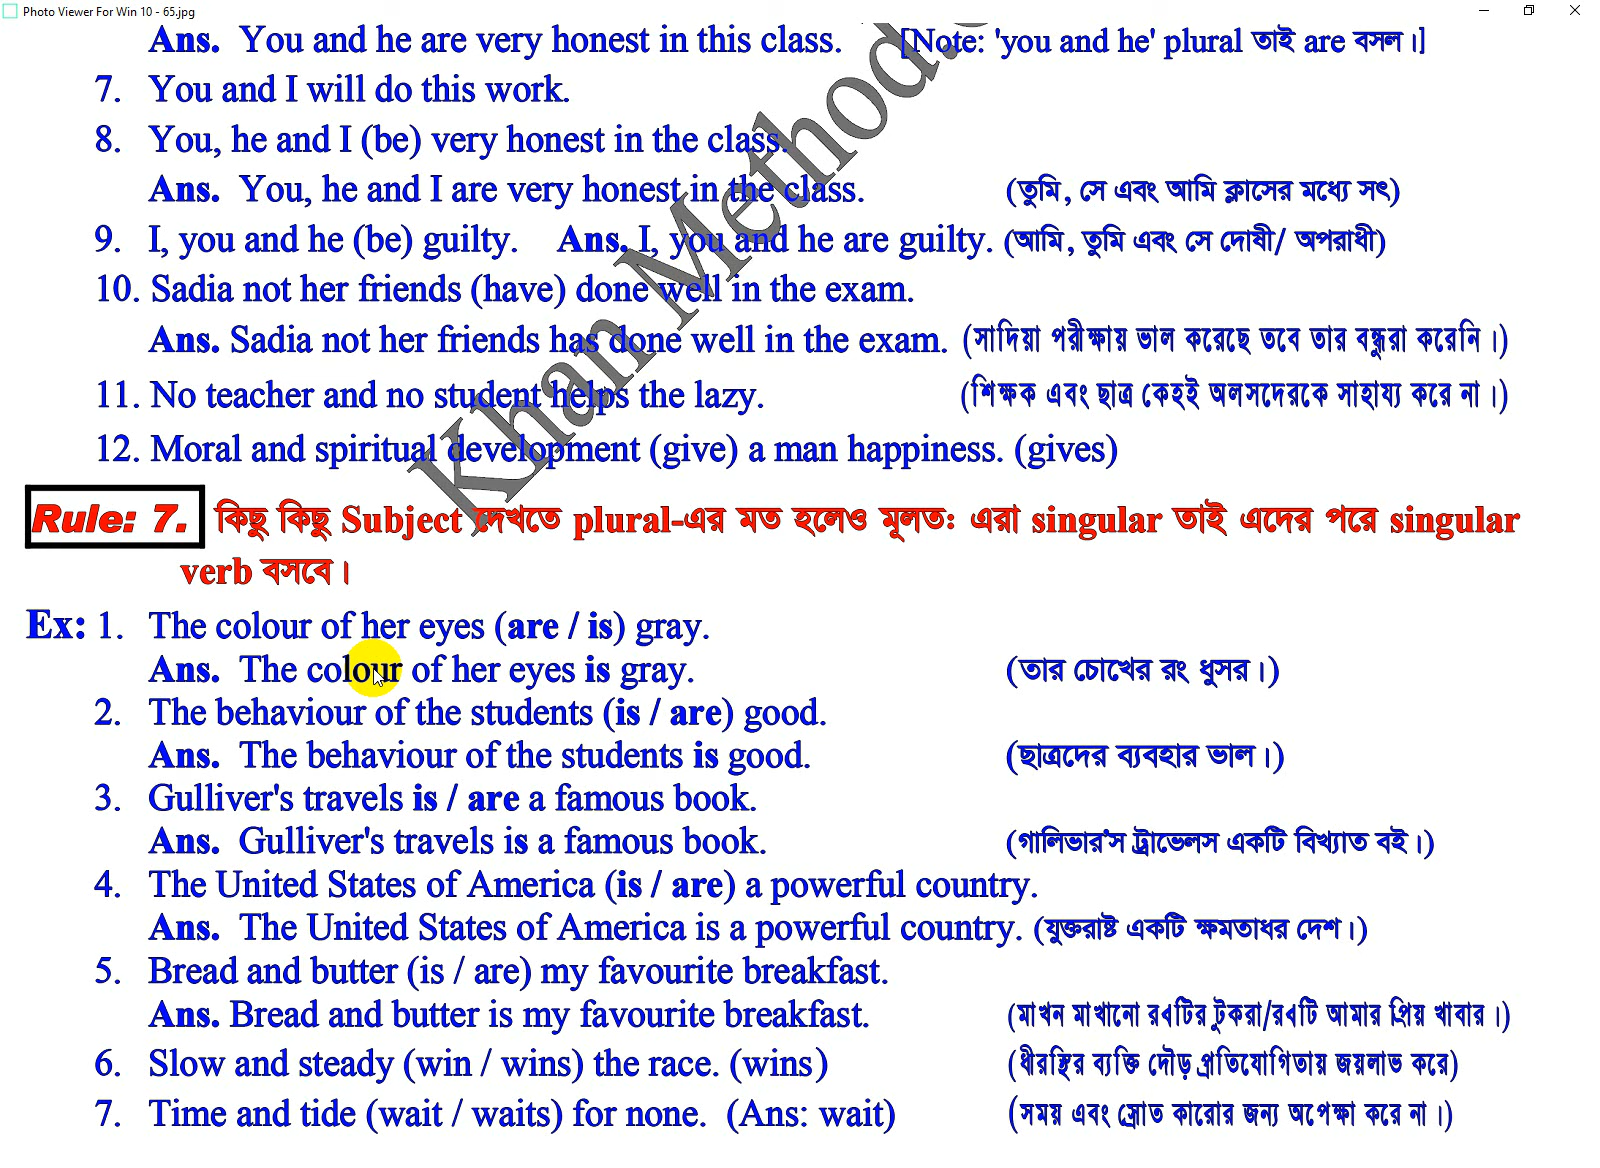 Photo Viewer For Win 10 - 65.jpg
Ans. You and he are very honest in this class. [Note: 'you and he' plural তাই are বসল।]
7. You and I will do this work.
8. You, he and I (be) very honest in the class.
Ans. You, he and I are very honest in the class. (তুমি, সে এবং আমি ক্লাসের মধ্যে সৎ)
9. I, you and he (be) guilty. Ans. I, you and he are guilty. (আমি, তুমি এবং সে দোষী/ অপরাধী)
10. Sadia not her friends (have) done well in the exam.
Ans. Sadia not her friends has done well in the exam. (সাদিয়া পরীক্ষায় ভাল করেছে তবে তার বন্ধুরা করেনি।)
11. No teacher and no student helps the lazy. (শিক্ষক এবং ছাত্র কেহই অলসদেরকে সাহায্য করে না।)
12. Moral and spiritual development (give) a man happiness. (gives)
Khan Method.
Rule: 7. কিছু কিছু Subject দেখতে plural-এর মত হলেও মূলতঃ এরা singular তাই এদের পরে singular
verb বসবে।
Ex: 1. The colour of her eyes (are / is) gray.
Ans. The colour of her eyes is gray. (তার চোখের রং ধুসর।)
2. The behaviour of the students (is / are) good.
Ans. The behaviour of the students is good. (ছাত্রদের ব্যবহার ভাল।)
3. Gulliver's travels is / are a famous book.
Ans. Gulliver's travels is a famous book. (গালিভার'স ট্রাভেলস একটি বিখ্যাত বই।)
4. The United States of America (is / are) a powerful country.
Ans. The United States of America is a powerful country. (যুক্তরাষ্ট একটি ক্ষমতাধর দেশ।)
5. Bread and butter (is / are) my favourite breakfast.
Ans. Bread and butter is my favourite breakfast. (মাখন মাখানো র৭টির টুকরা/র৭টি আমার প্রিয় খাবার।)
6. Slow and steady (win / wins) the race. (wins) (ধীরস্থির ব্যক্তি দৌড় প্রতিযোগিতায় জয়লাভ করে)
7. Time and tide (wait / waits) for none. (Ans: wait) (সময় এবং স্রোত কারোর জন্য অপেক্ষা করে না।)